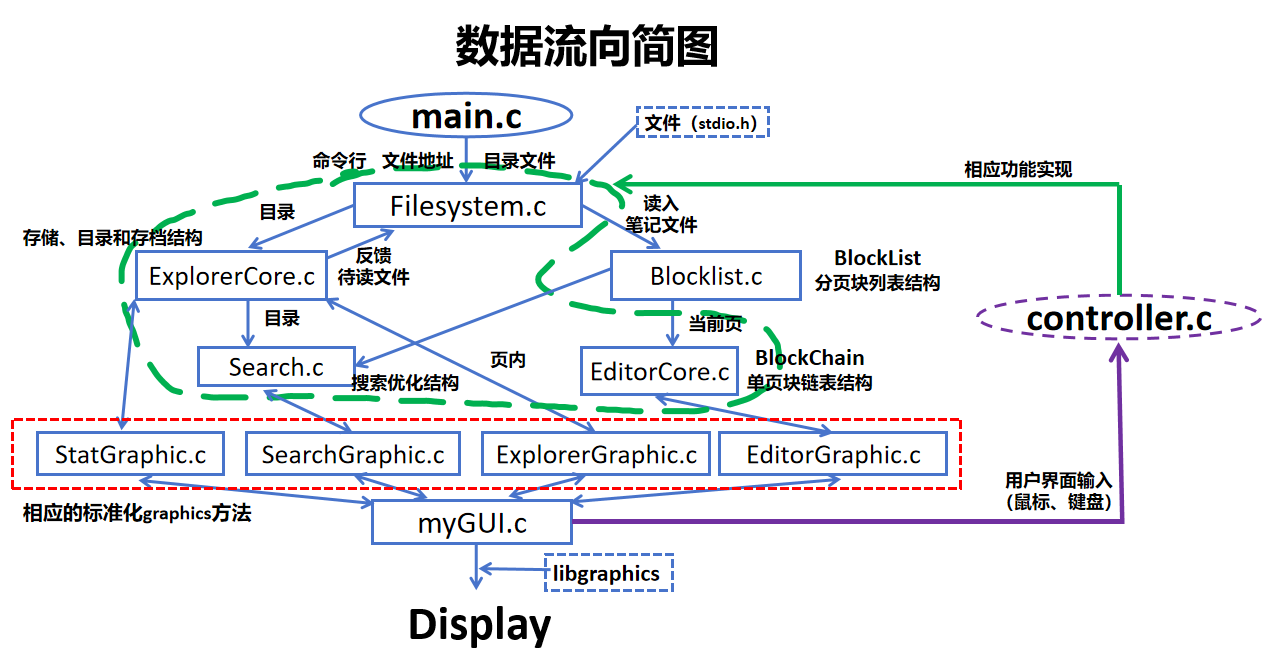 数据流向简图
main.c
文件（stdio.h）
命令行 文件地址 目录文件
相应功能实现
Filesystem.c
目录
读入
笔记文件
存储、目录和存档结构
反馈
待读文件
ExplorerCore.c
Blocklist.c
BlockList
分页块列表结构
controller.c
目录
当前页
Search.c
页内
EditorCore.c
BlockChain
单页块链表结构
搜索优化结构
StatGraphic.c
SearchGraphic.c
ExplorerGraphic.c
EditorGraphic.c
用户界面输入
（鼠标、键盘）
相应的标准化graphics方法
myGUI.c
libgraphics
Display